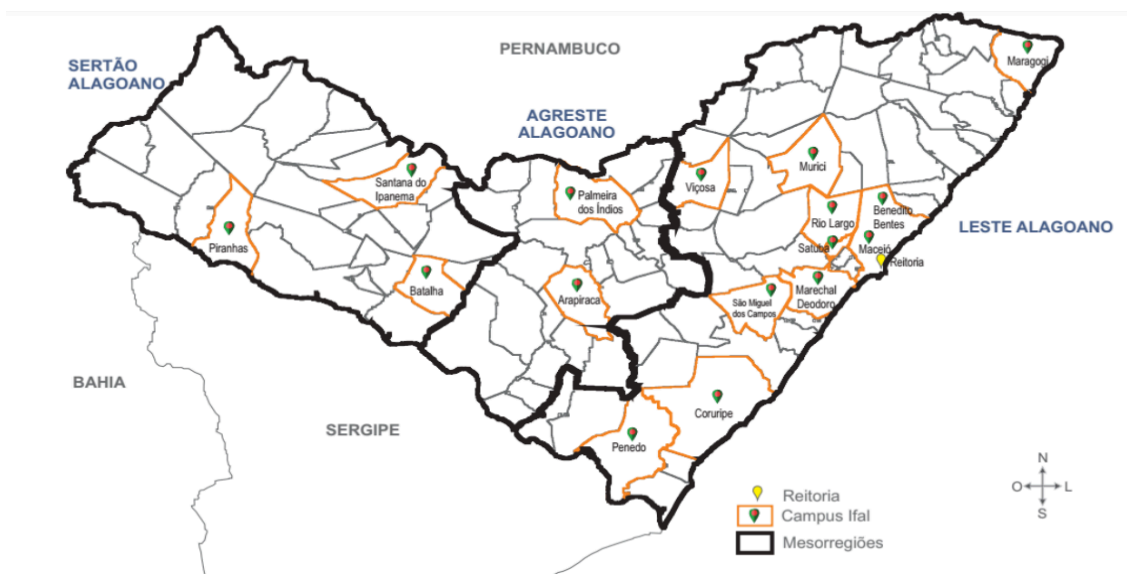 PERNAMBUCO
SERTÃO
ALAGOANO
AGRESTE
ALAGOANO
LESTE ALAGOANO
Maragogi
Murici
Viçosa
Santana do
Ipanema
Palmeira
dos Índios
Benedito
Bentes
Rio Largo
Piranhas
Satuba
Maceió
Reitoria
Batalha
Arapiraca
Marechal
Deodoro
São Miguel
dos Campos
BAHIA
SERGIPE
Coruripe
Penedo
N
O L
S
Reitoria
Campus Ifal
Mesorregiões